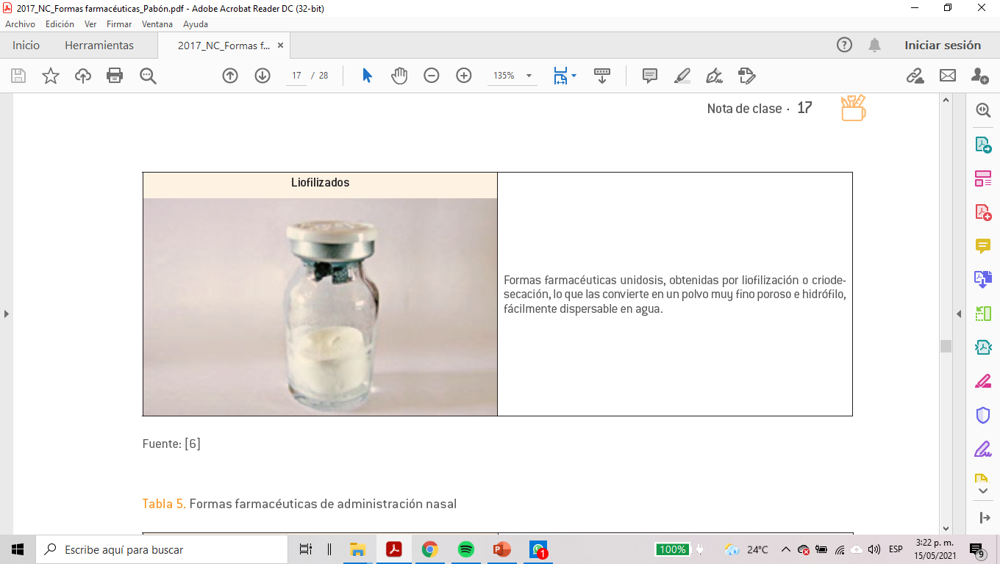 2017_NC_Formas farmacéuticas_Pabón.pdf - Adobe Acrobat Reader DC (32-bit)
Archivo Edición Ver Firmar Ventana Ayuda
Inicio Herramientas 2017_NC_Formas f... × Iniciar sesión
17 / 28 135%
Nota de clase · 17
Liofilizados
Formas farmacéuticas unidosis, obtenidas por liofilización o criode-
secación, lo que las convierte en un polvo muy fino poroso e hidrófilo,
fácilmente dispersable en agua.
Fuente: [6]
Tabla 5. Formas farmacéuticas de administración nasal
Escribe aquí para buscar
1
100%
24°C
ESP
3:22 p. m.
15/05/2021
9